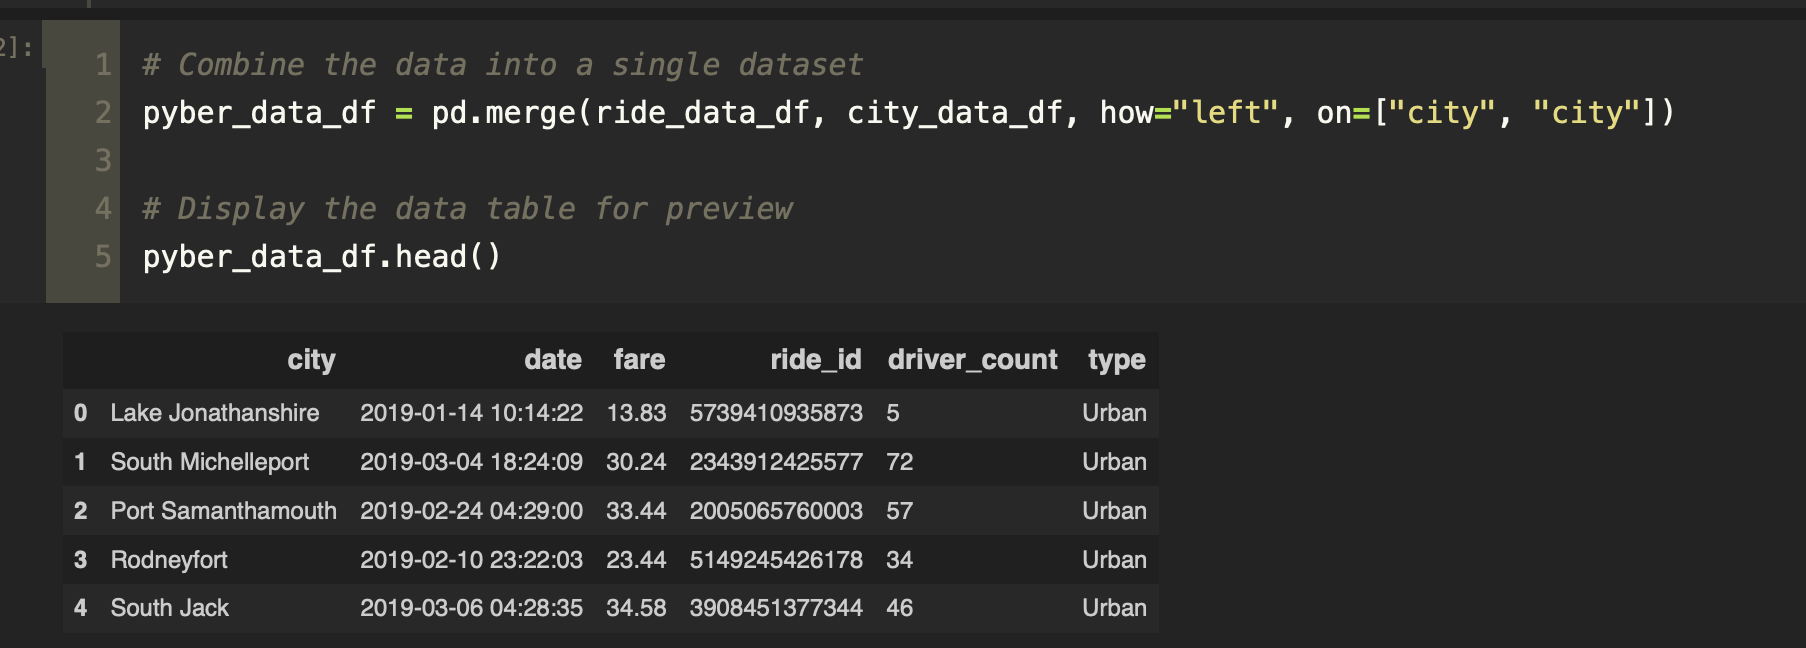 2]:
1 # Combine the data into a single dataset
2 pyber_data_df = pd.merge(ride_data_df, city_data_df, how="left", on=["city", "city"])
3
4 # Display the data table for preview
5 pyber_data_df.head()
city date fare ride_id driver_count type
0 Lake Jonathanshire 2019-01-14 10:14:22 13.83 5739410935873 5 Urban
1 South Michelleport 2019-03-04 18:24:09 30.24 2343912425577 72 Urban
2 Port Samanthamouth 2019-02-24 04:29:00 33.44 2005065760003 57 Urban
3 Rodneyfort 2019-02-10 23:22:03 23.44 5149245426178 34 Urban
4 South Jack 2019-03-06 04:28:35 34.58 3908451377344 46 Urban